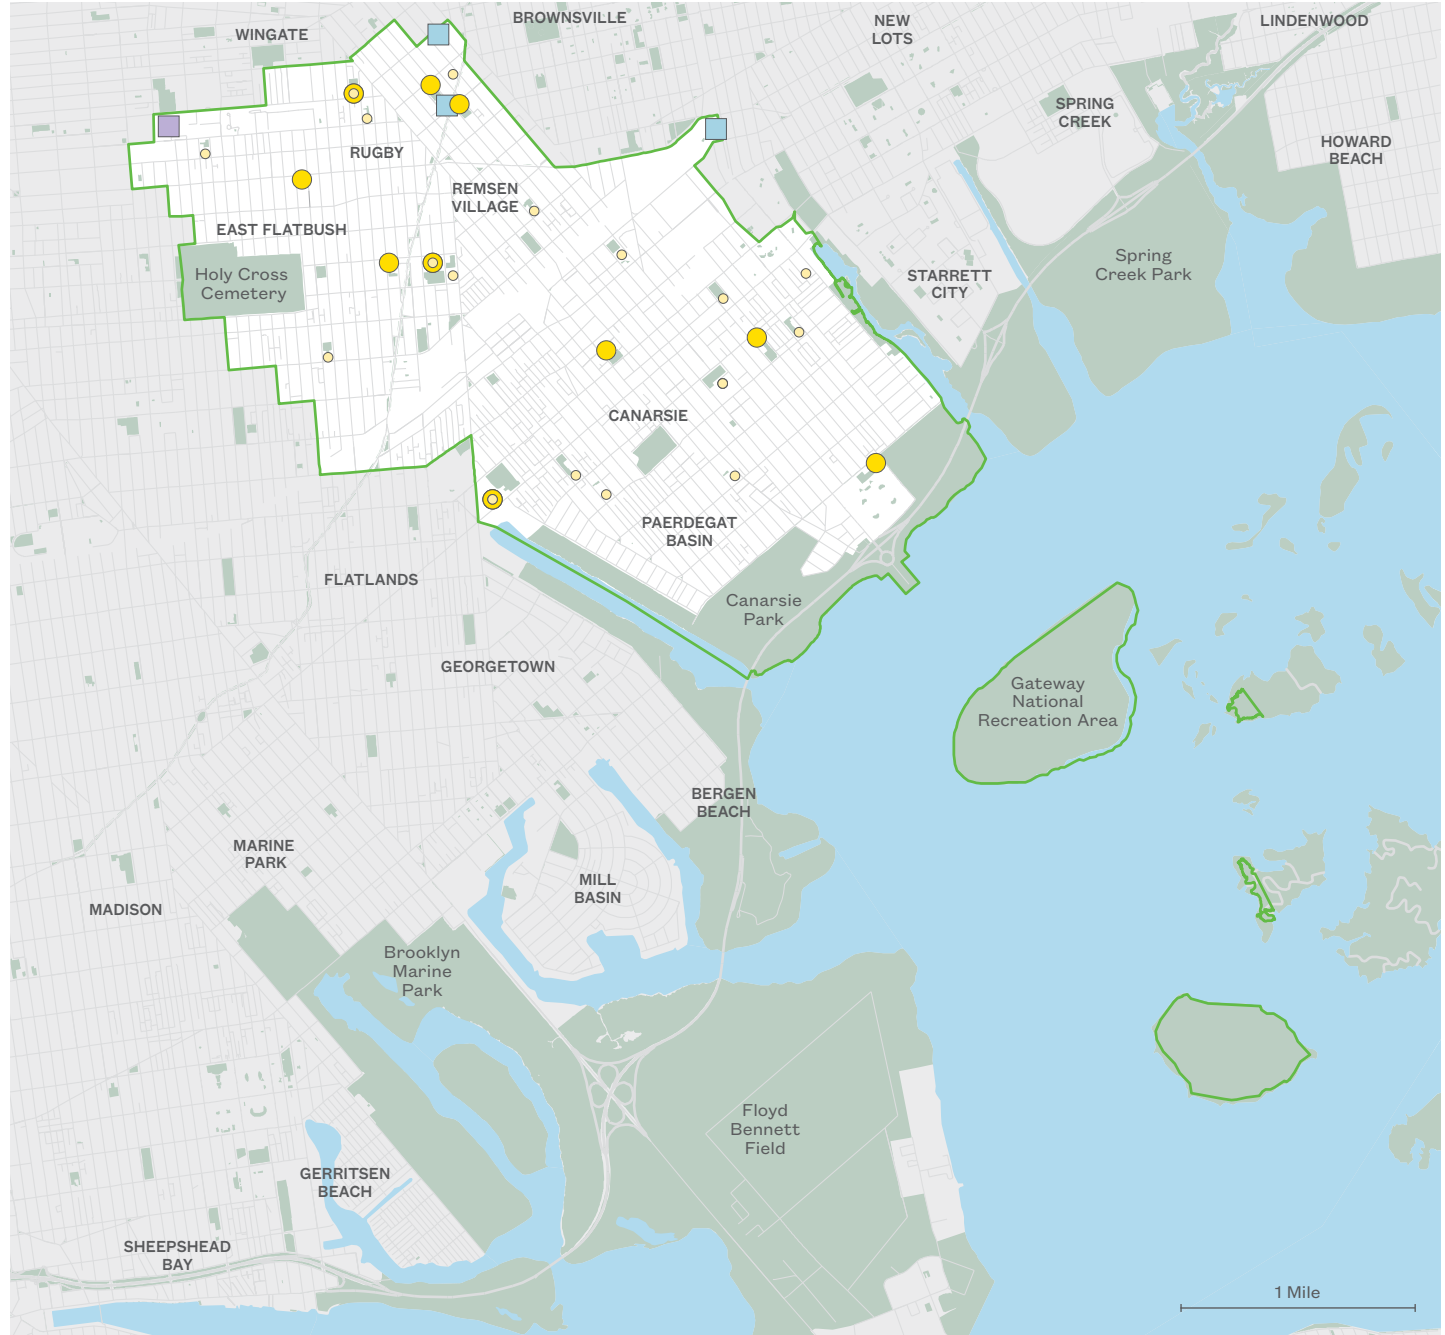 BROWNSVILLE
NEW
LOTS
LINDENWOOD
WINGATE
SPRING
CREEK
HOWARD
BEACH
RUGBY
REMSEN
VILLAGE
EAST FLATBUSH
Holy Cross
Cemetery
STARRETT
CITY
Spring
Creek Park
CANARSIE
PAERDEGAT
BASIN
FLATLANDS
Canarsie
Park
GEORGETOWN
Gateway
National
Recreation Area
BERGEN
BEACH
MARINE
PARK
MILL
BASIN
MADISON
Brooklyn
Marine
Park
Floyd
Bennett
Field
GERRITSEN
BEACH
SHEEPSHEAD
BAY
1 Mile